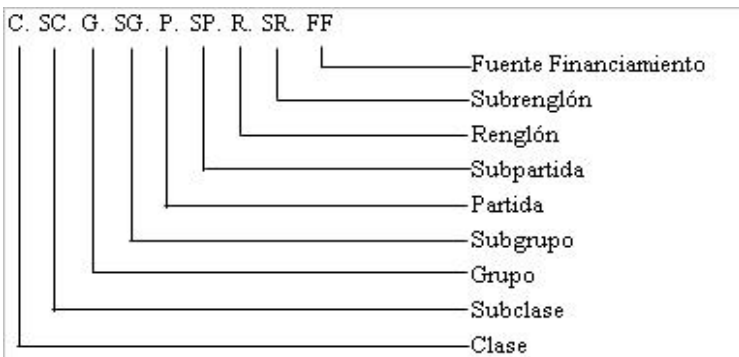 C. SC. G. SG. P. SP. R. SR. FF
Fuente Financiamiento
Subrenglón
Renglón
Subpartida
Partida
Subgrupo
Grupo
Subclase
Clase